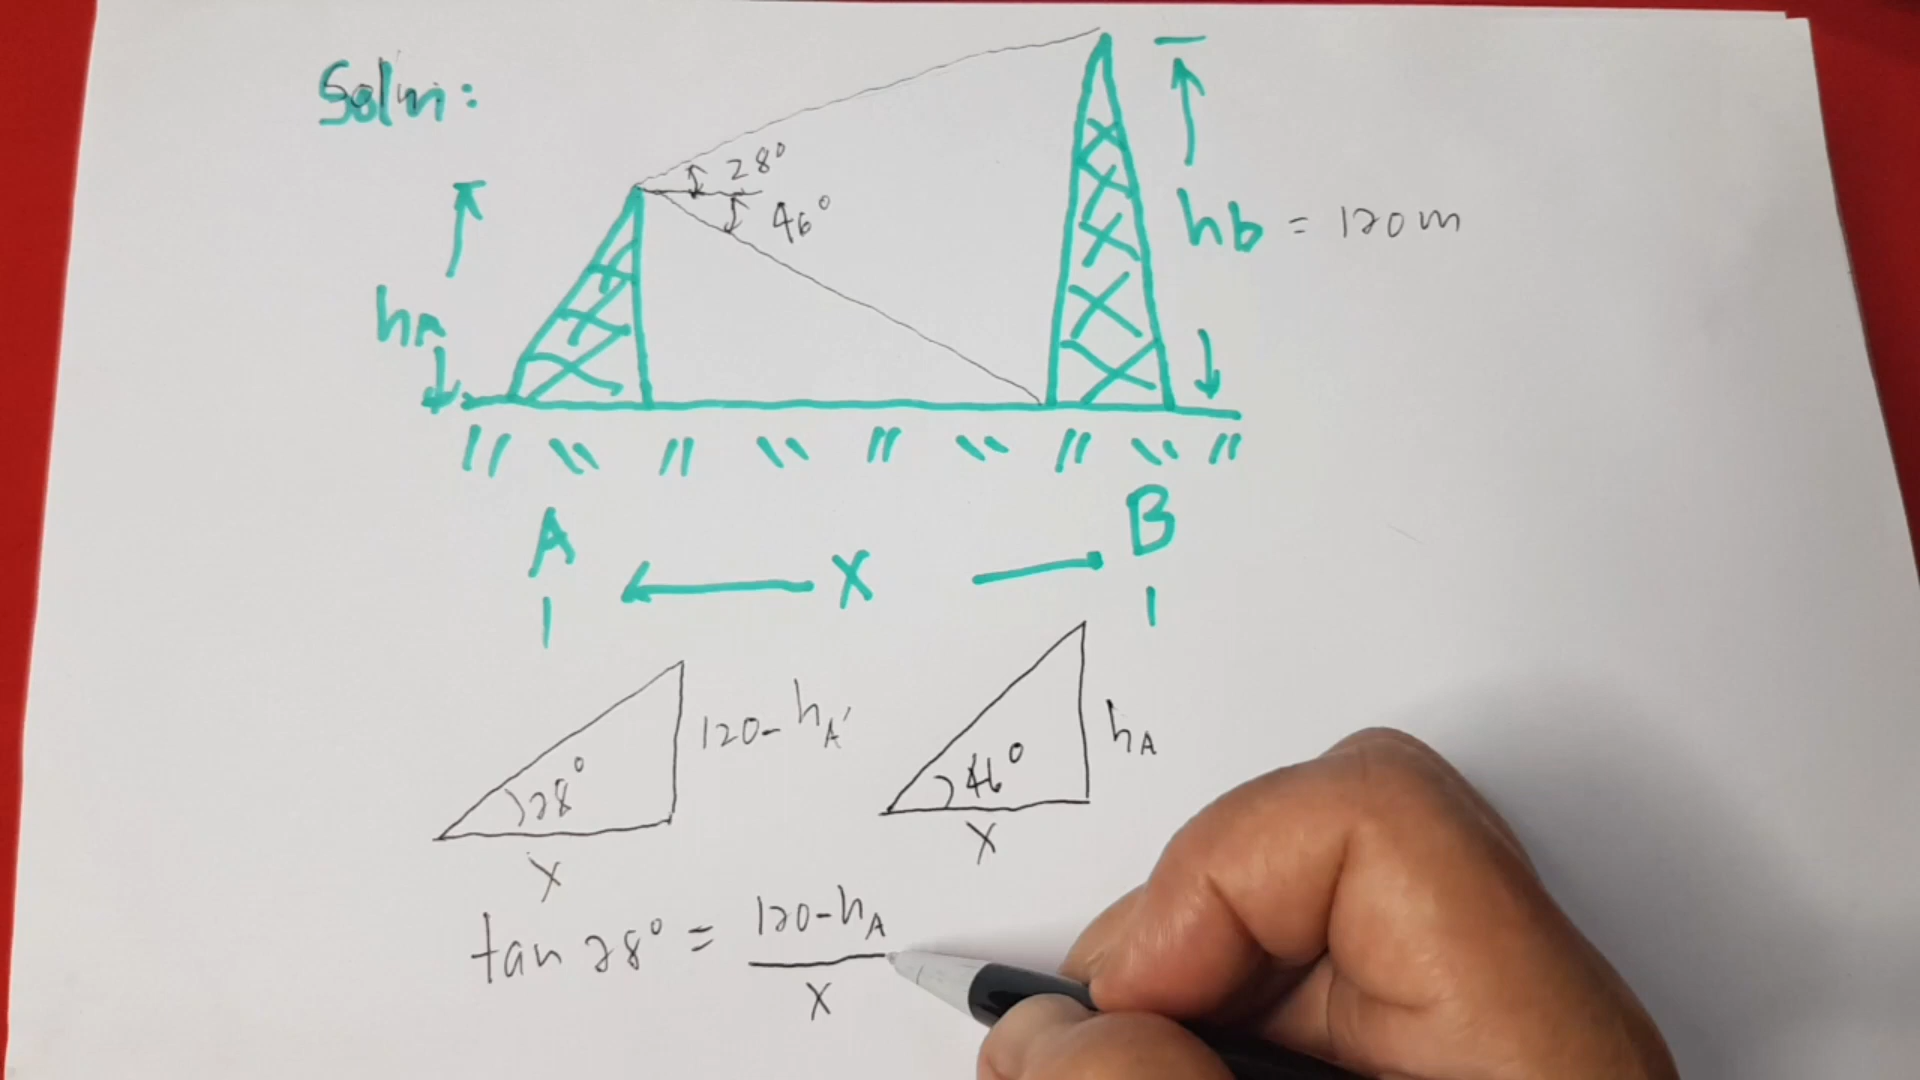 Soln:
28°
46°
hA
hb = 120m
A
B
X
120-hA
hA
28°
46°
X
X
tan 28° = 120-hA / X